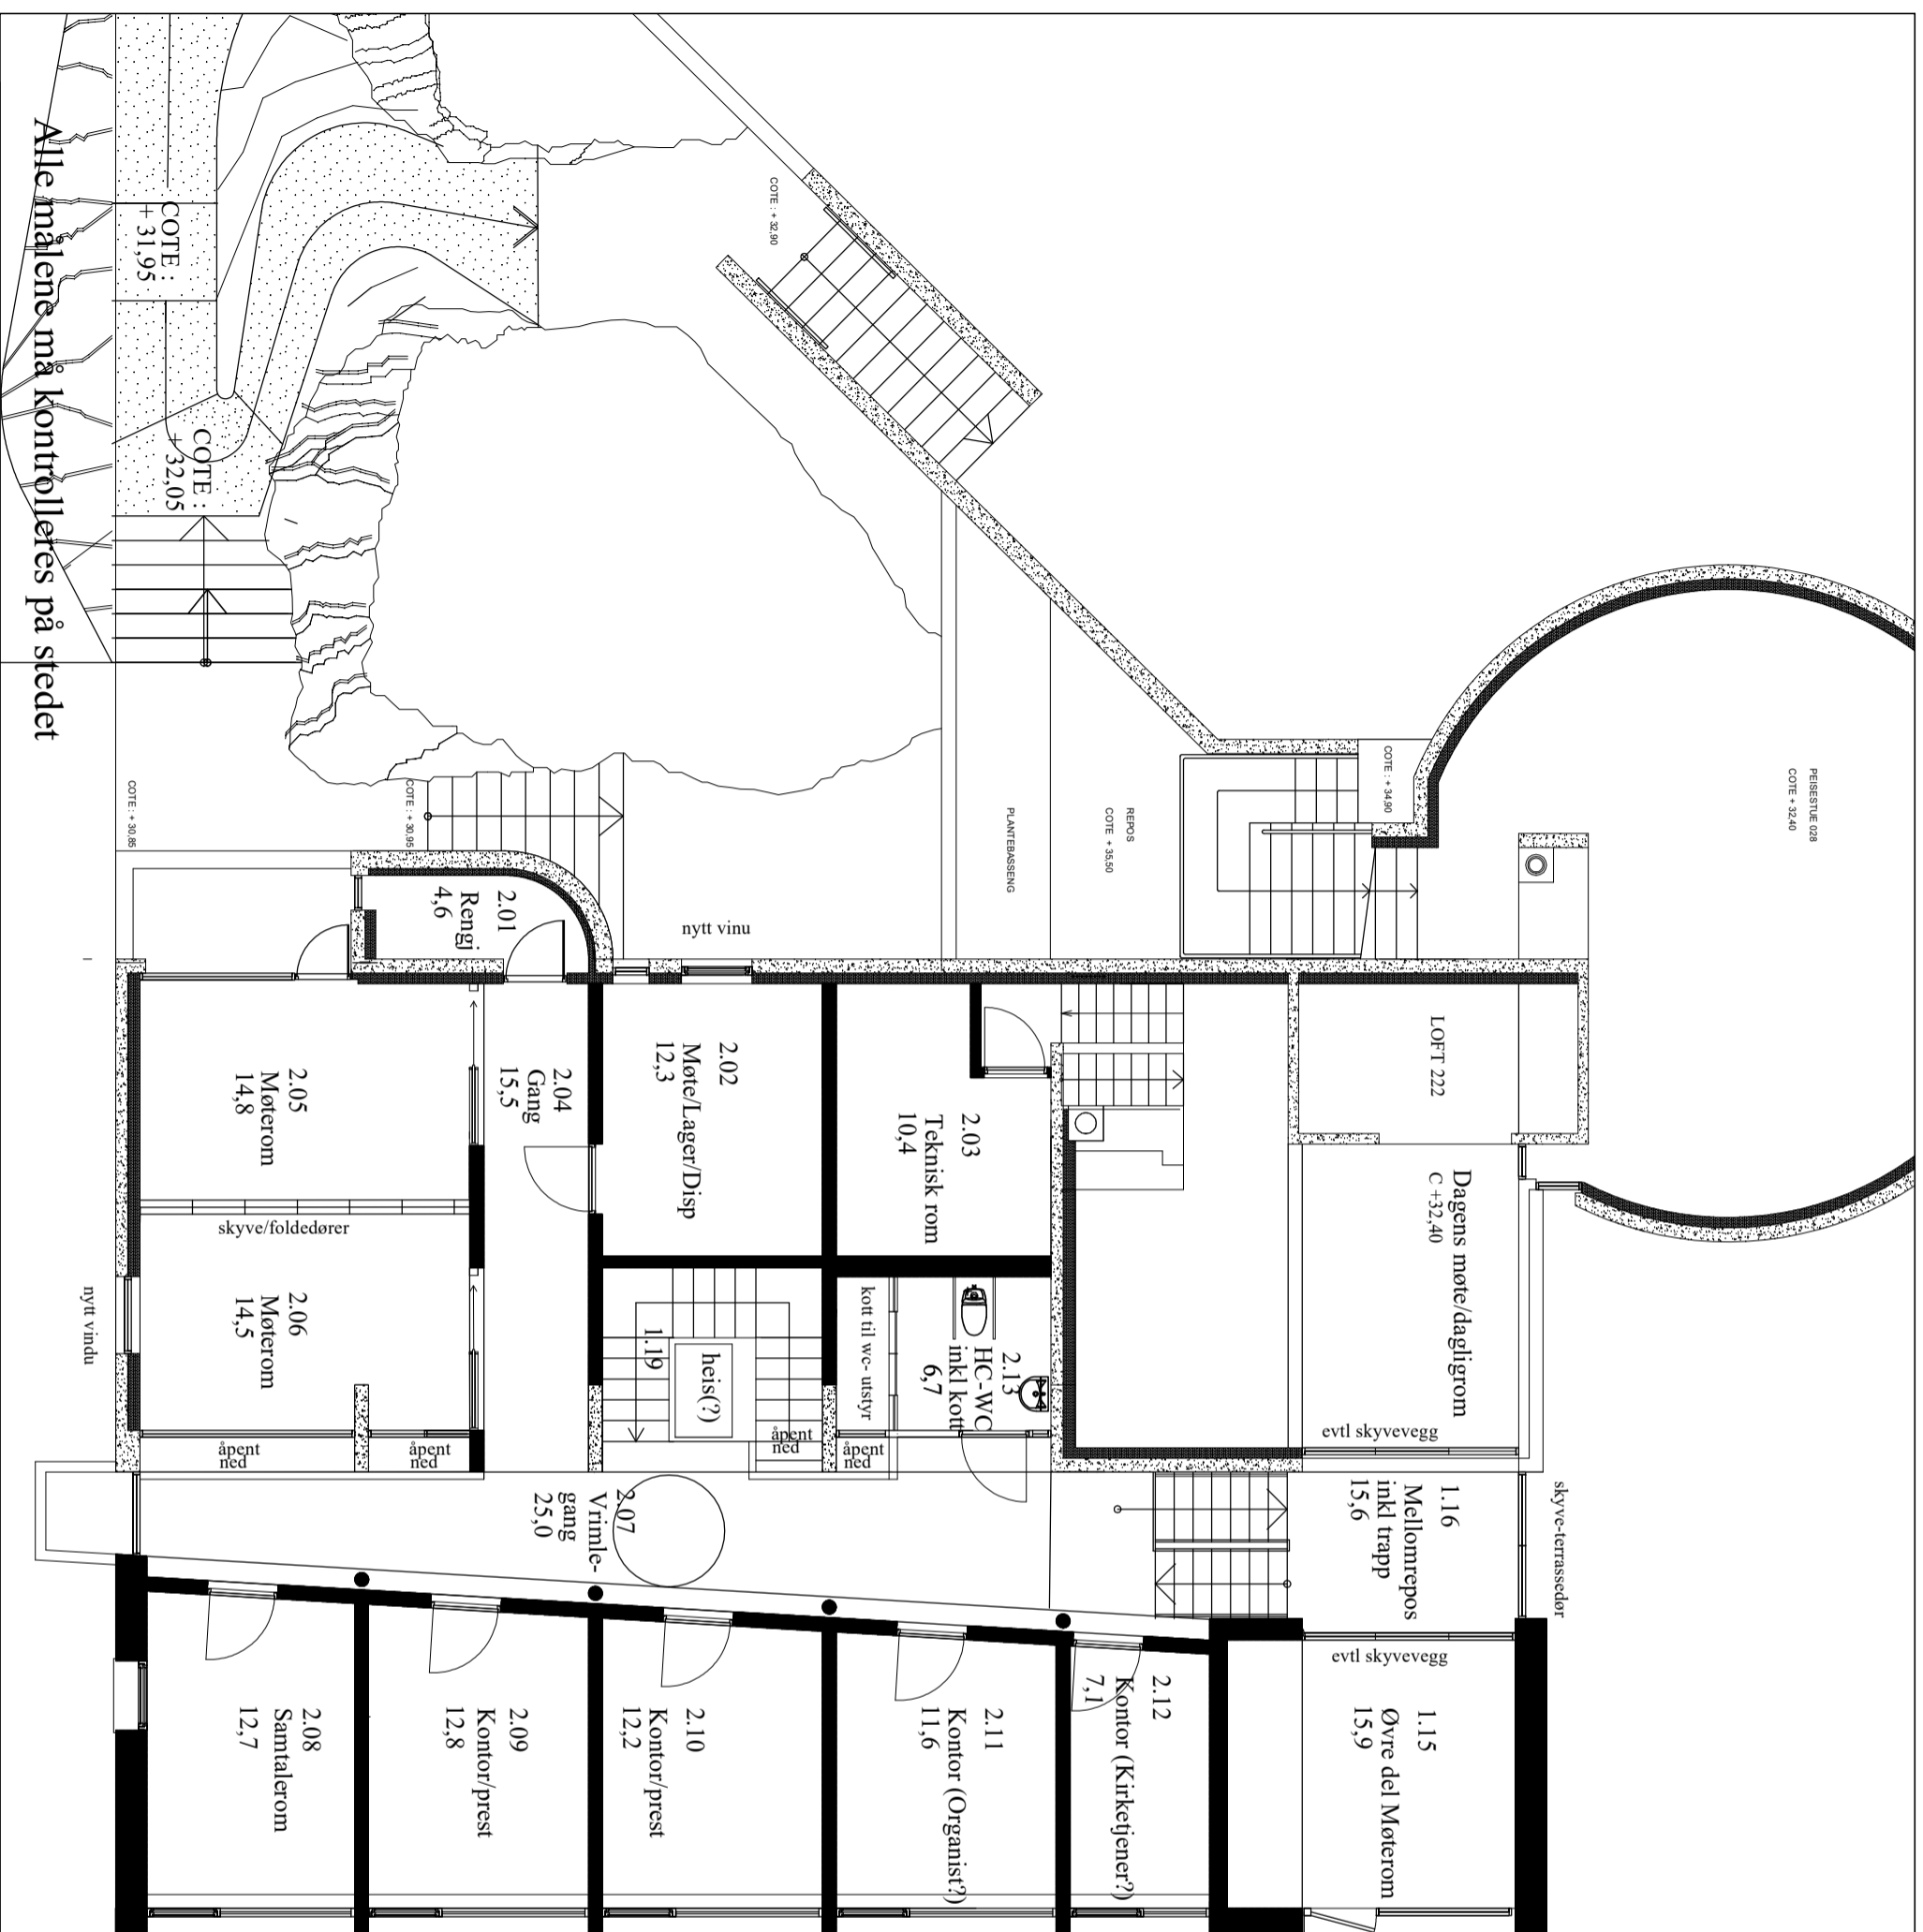 Alle målene må kontrolleres på stedet
COTE :
+ 31,95
COTE :
+32,05
COTE : + 32,90
COTE : + 30,85
COTE : + 30,95
PLANTEBASSENG
REPOS
COTE + 35,50
COTE : + 34,90
PEISESTUE 028
COTE + 32,40
nytt vinu
2.01
Rengj
4,6
2.02
Møte/Lager/Disp
12,3
2.03
Teknisk rom
10,4
2.04
Gang
15,5
2.05
Møterom
14,8
skyve/foldedører
2.06
Møterom
14,5
nytt vindu
LOFT 222
Dagens møte/dagligrom
C +32,40
evtl skyvevegg
kott til wc- utstyr
2.13
HC-WC
inkl kott
6,7
1.19
heis(?)
åpent
ned
åpent
ned
åpent
ned
åpent
ned
2.07
Vrimle-
gang
25,0
1.16
Mellomrepos
inkl trapp
15,6
skyve-terrassedør
evtl skyvevegg
1.15
Øvre del Møterom
15,9
2.08
Samtalerom
12,7
2.09
Kontor/prest
12,8
2.10
Kontor/prest
12,2
2.11
Kontor (Organist?)
11,6
2.12
Kontor (Kirketjener?)
7,1